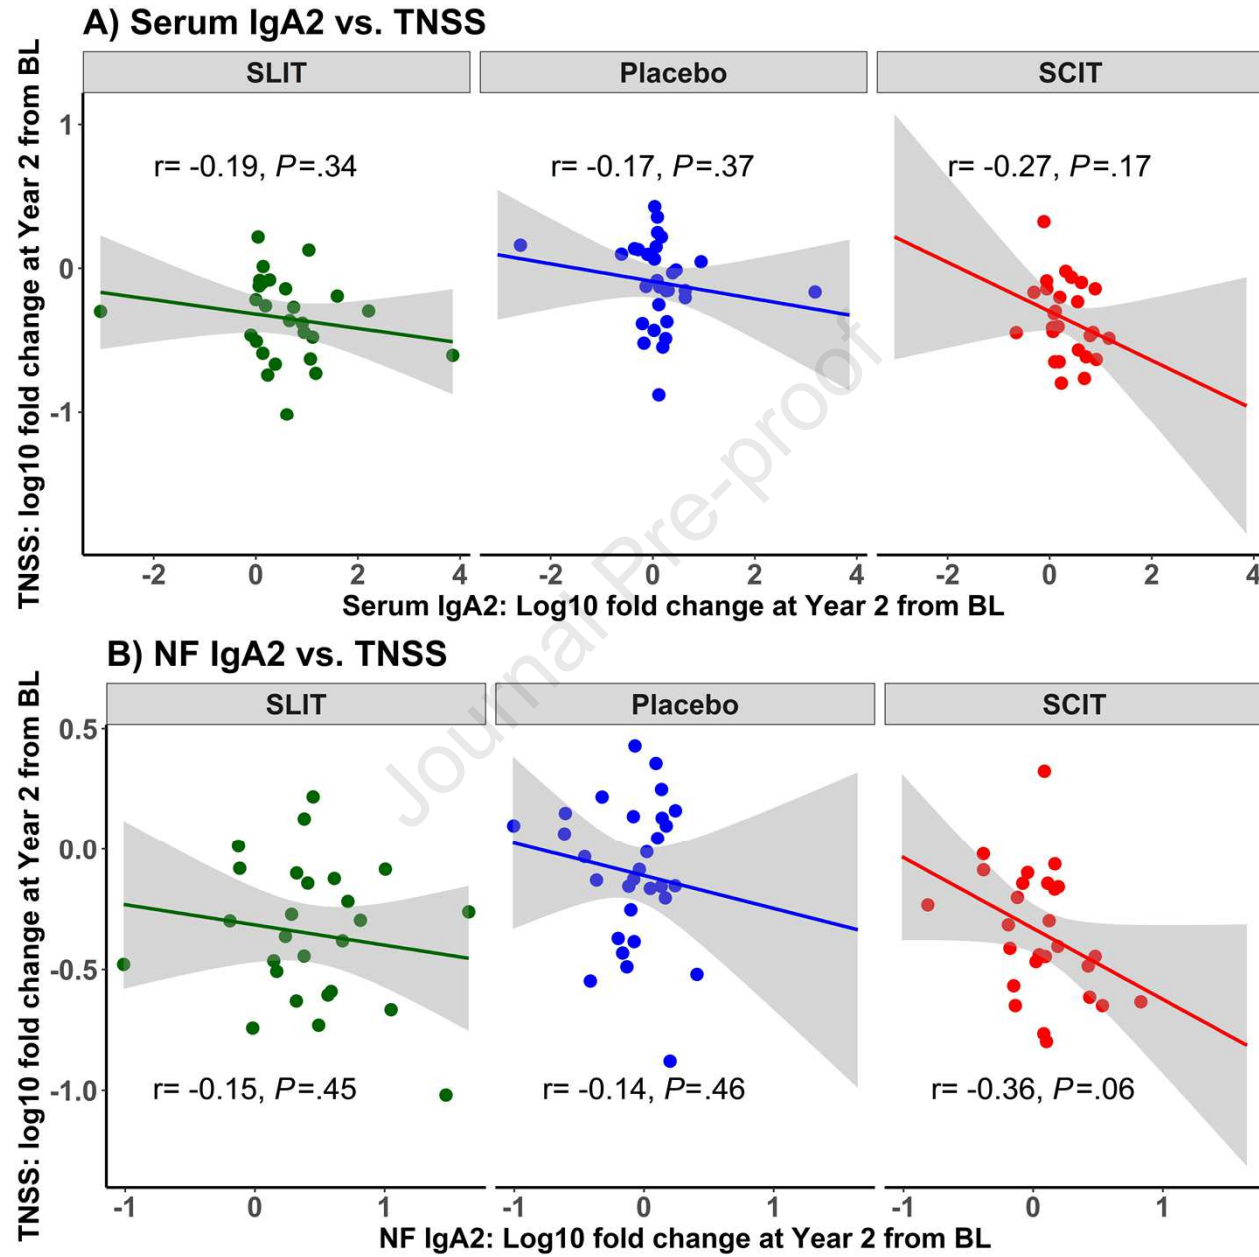 A) Serum IgA2 vs. TNSS
SLIT Placebo SCIT
TNSS: log10 fold change at Year 2 from BL
1
0
-1
r= -0.19, P=.34
r= -0.17, P=.37
r= -0.27, P=.17
-2 0 2 4 -2 0 2 4 -2 0 2 4
Serum IgA2: Log10 fold change at Year 2 from BL
Journal Pre-proof
B) NF IgA2 vs. TNSS
SLIT Placebo SCIT
TNSS: log10 fold change at Year 2 from BL
0.5
0.0
-0.5
-1.0
r= -0.15, P=.45
r= -0.14, P=.46
r= -0.36, P=.06
-1 0 1 -1 0 1 -1 0 1
NF IgA2: Log10 fold change at Year 2 from BL